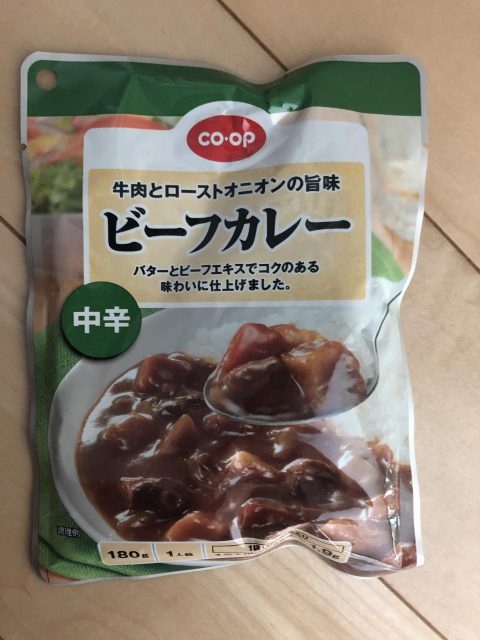 CO・OP
牛肉とローストオニオンの旨味
ビーフカレー
バターとビーフエキスでコクのある
味わいに仕上げました。
中辛
調理例
180g 1人前